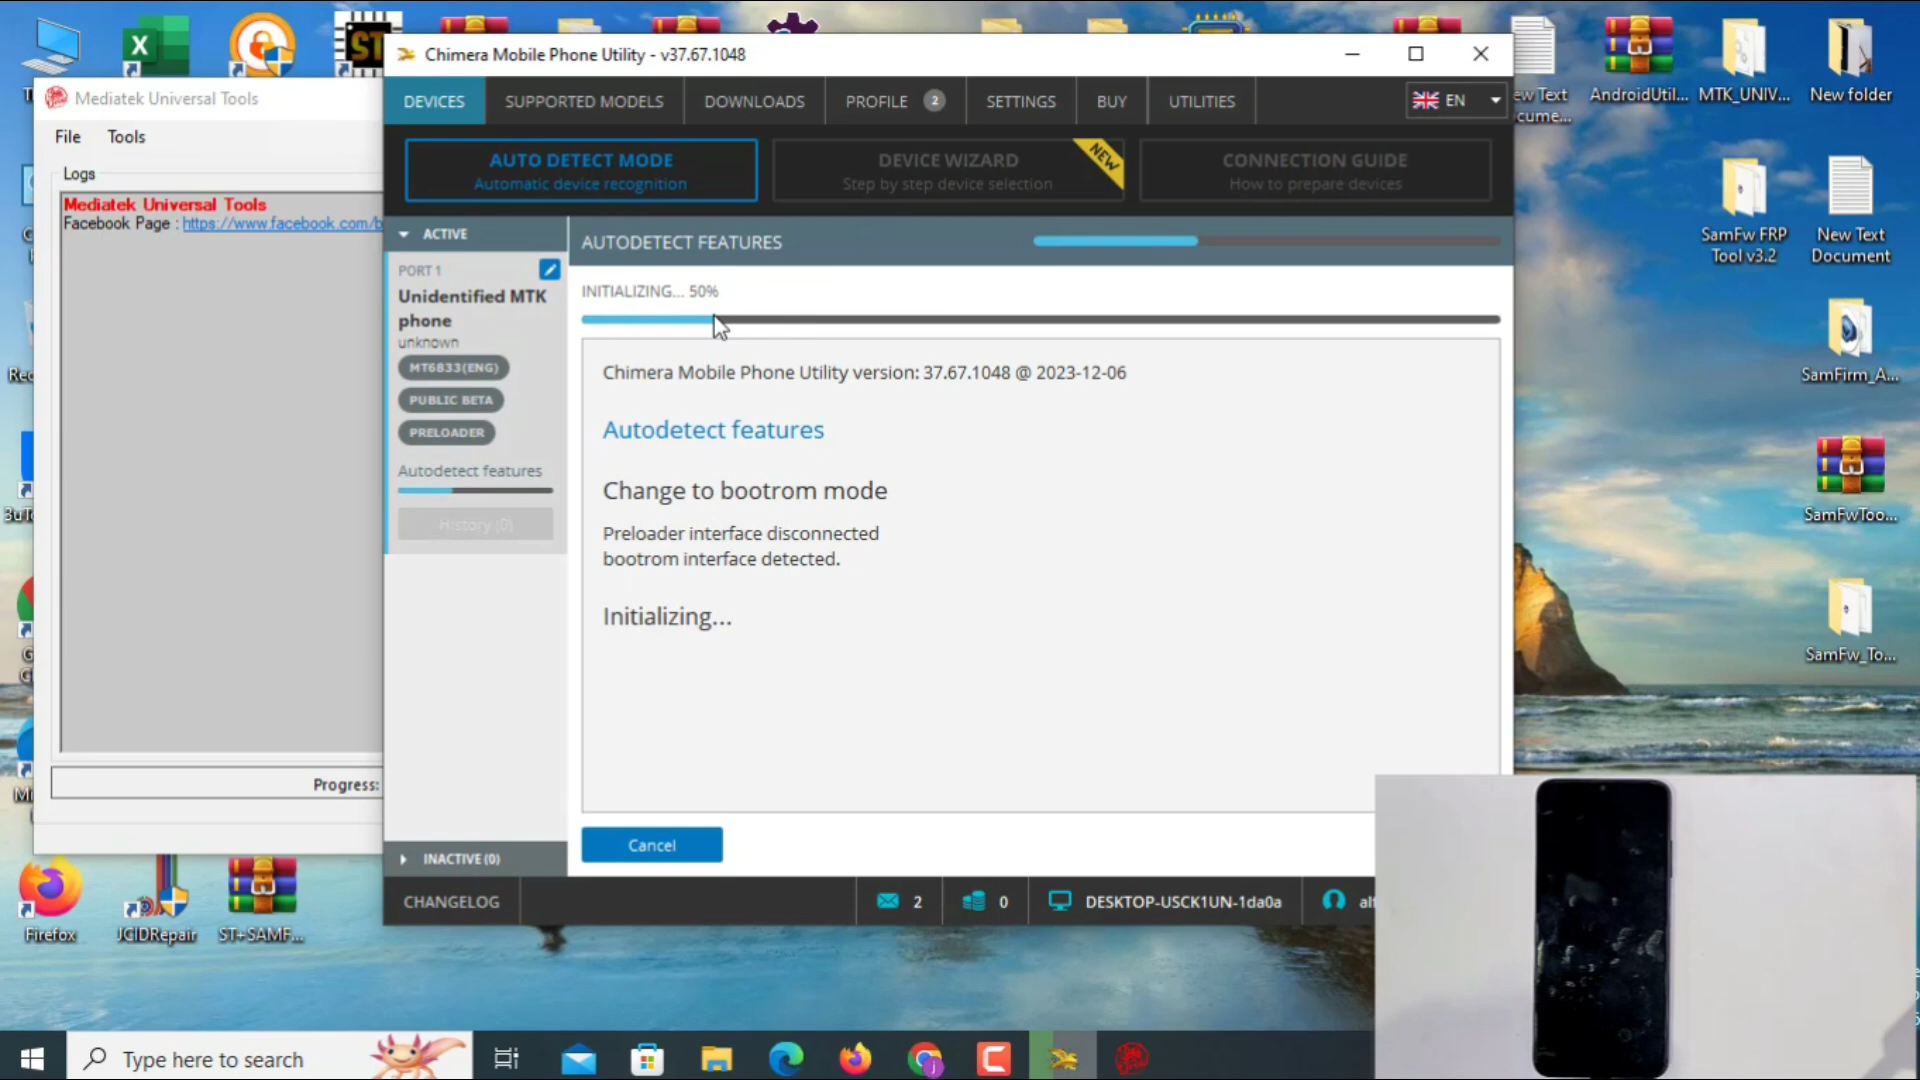 Chimera Mobile Phone Utility - v37.67.1048
DEVICES
SUPPORTED MODELS
DOWNLOADS
PROFILE
2
SETTINGS
BUY
UTILITIES
EN
AUTO DETECT MODE
Automatic device recognition
DEVICE WIZARD
Step by step device selection
NEW
CONNECTION GUIDE
How to prepare devices
ACTIVE
PORT 1
Unidentified MTK
phone
unknown
MT6833(ENG)
PUBLIC BETA
PRELOADER
Autodetect features
History (0)
INACTIVE (0)
AUTODETECT FEATURES
INITIALIZING... 50%
Chimera Mobile Phone Utility version: 37.67.1048 @ 2023-12-06
Autodetect features
Change to bootrom mode
Preloader interface disconnected
bootrom interface detected.
Initializing...
Cancel
CHANGELOG
2
0
DESKTOP-USCK1UN-1da0a
Mediatek Universal Tools
File
Tools
Logs
Mediatek Universal Tools
Facebook Page : https://www.facebook.com/b
Progress:
ST
AndroidUtil...
MTK_UNIV...
New folder
SamFw FRP
Tool v3.2
New Text
Document
SamFirm_A...
SamFwToo...
SamFw_To...
Firefox
JCIDRepair
ST+SAMF...
Type here to search